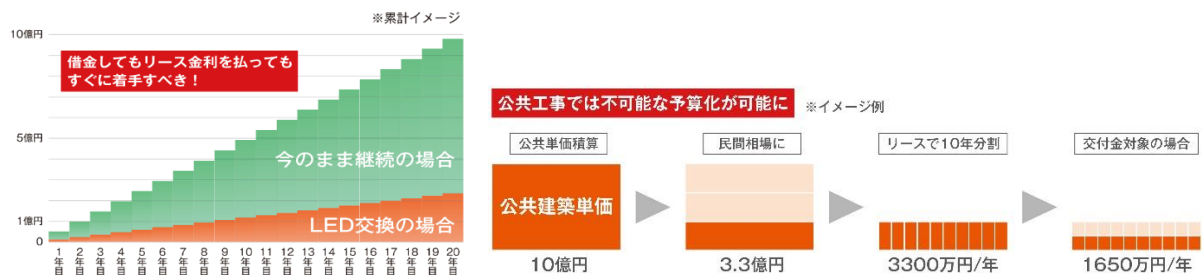 ※累計イメージ
10億円
借金してもリース金利を払っても
すぐに着手すべき！
5億円
今のまま継続の場合
1億円
LED交換の場合
0
1年目 2年目 3年目 4年目 5年目 6年目 7年目 8年目 9年目 10年目 11年目 12年目 13年目 14年目 15年目 16年目 17年目 18年目 19年目 20年目
公共工事では不可能な予算化が可能に ※イメージ例
公共単価積算 民間相場に リースで10年分割 交付金対象の場合
公共建築単価
10億円 3.3億円 3300万円/年 1650万円/年